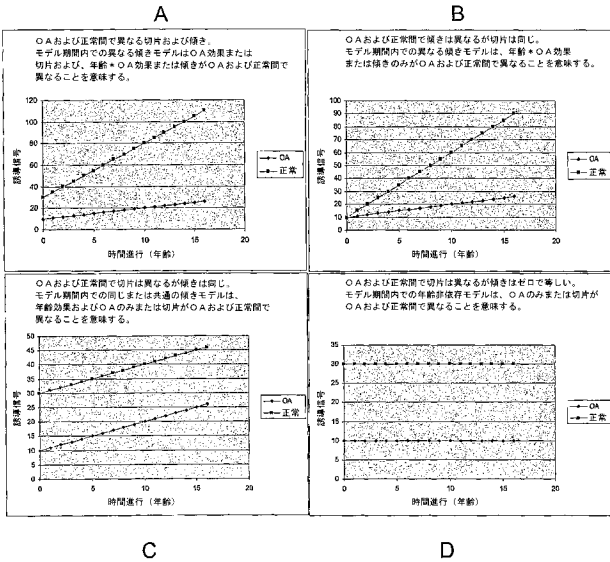 A
ＯＡおよび正常間で異なる切片および傾き。
モデル期間内での異なる傾きモデルはＯＡ効果または
切片および、年齢＊ＯＡ効果または傾きがＯＡおよび正常間で
異なることを意味する。
120
100
80
60
40
20
0
誘導信号
0
5
10
15
20
時間進行（年齢）
OA
正常
B
ＯＡおよび正常間で傾きは異なるが切片は同じ。
モデル期間内での異なる傾きモデルは、年齢＊ＯＡ効果
または傾きのみがＯＡおよび正常間で異なることを意味する。
100
90
80
70
60
50
40
30
20
10
0
誘導信号
0
5
10
15
20
時間進行（年齢）
OA
正常
ＯＡおよび正常間で切片は異なるが傾きは同じ。
モデル期間内での同じまたは共通の傾きモデルは、
年齢効果およびＯＡのみまたは切片がＯＡおよび正常間で
異なることを意味する。
50
45
40
35
30
25
20
15
10
5
0
誘導信号
0
5
10
15
20
時間進行（年齢）
OA
正常
C
ＯＡおよび正常間で切片は異なるが傾きはゼロで等しい。
モデル期間内での年齢非依存モデルは、ＯＡのみまたは切片が
ＯＡおよび正常間で異なることを意味する。
35
30
25
20
15
10
5
0
誘導信号
0
5
10
15
20
時間進行（年齢）
OA
正常
D